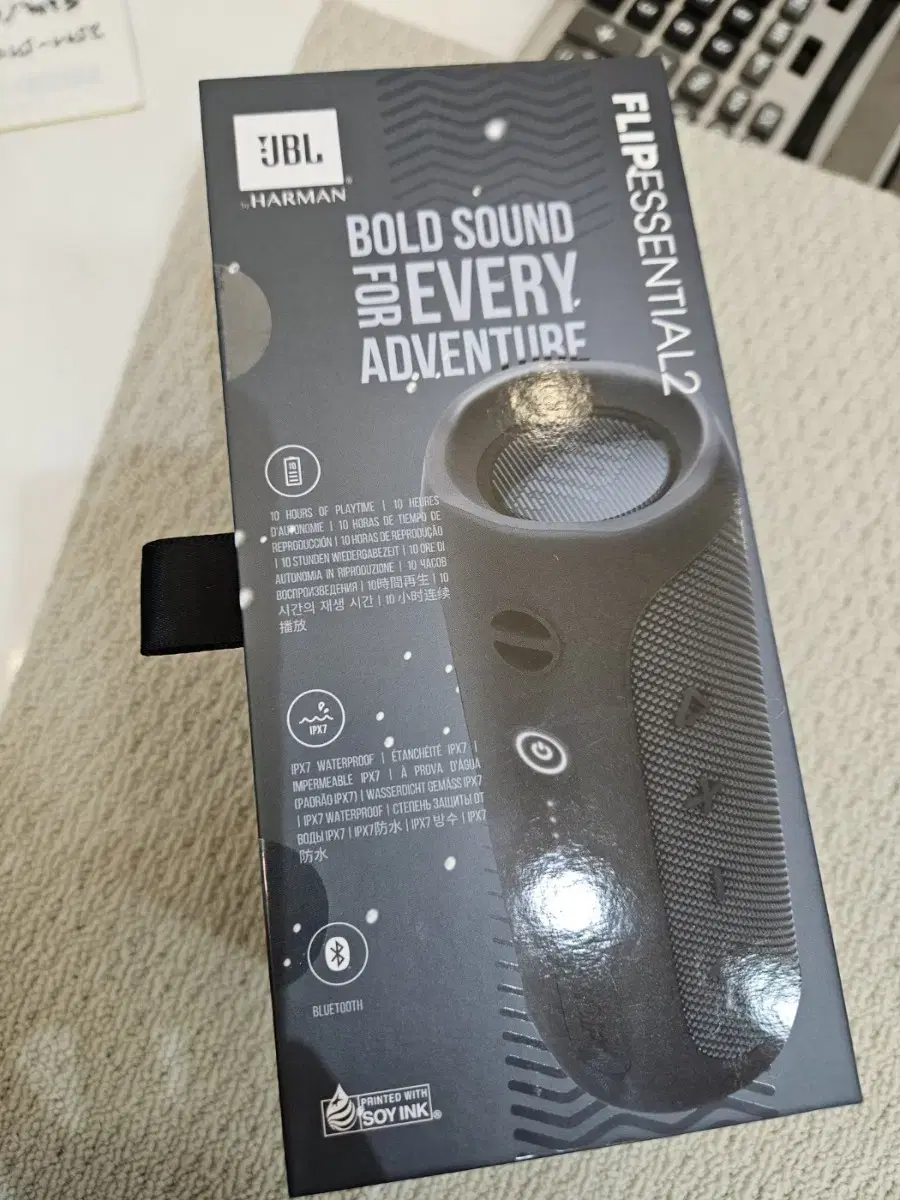 JBL
by HARMAN®
FLIPESSENTIAL2
BOLD SOUND
FOR EVERY
ADVENTURE
10
10 HOURS OF PLAYTIME | 10 HEURES
D'AUTONOMIE | 10 HORAS DE TIEMPO DE
REPRODUCCIÓN | 10 HORAS DE REPRODUÇÃO
| 10 STUNDEN WIEDERGABEZEIT | 10 ORE DI
AUTONOMIA IN RIPRODUZIONE | 10 ЧАСОВ
ВОСПРОИЗВЕДЕНИЯ | 10時間再生 | 10
시간의 재생 시간 | 10 小时连续
播放
IPX7
IPX7 WATERPROOF | ÉTANCHÉITÉ IPX7 |
IMPERMEABLE IPX7 | À PROVA D'ÁGUA
(PADRÃO IPX7) | WASSERDICHT GEMÄSS IPX7
| IPX7 WATERPROOF | СТЕПЕНЬ ЗАЩИТЫ ОТ
ВОДЫ IPX7 | IPX7防水 | IPX7 방수 | IPX7
防水
BLUETOOTH
PRINTED WITH
SOY INK®